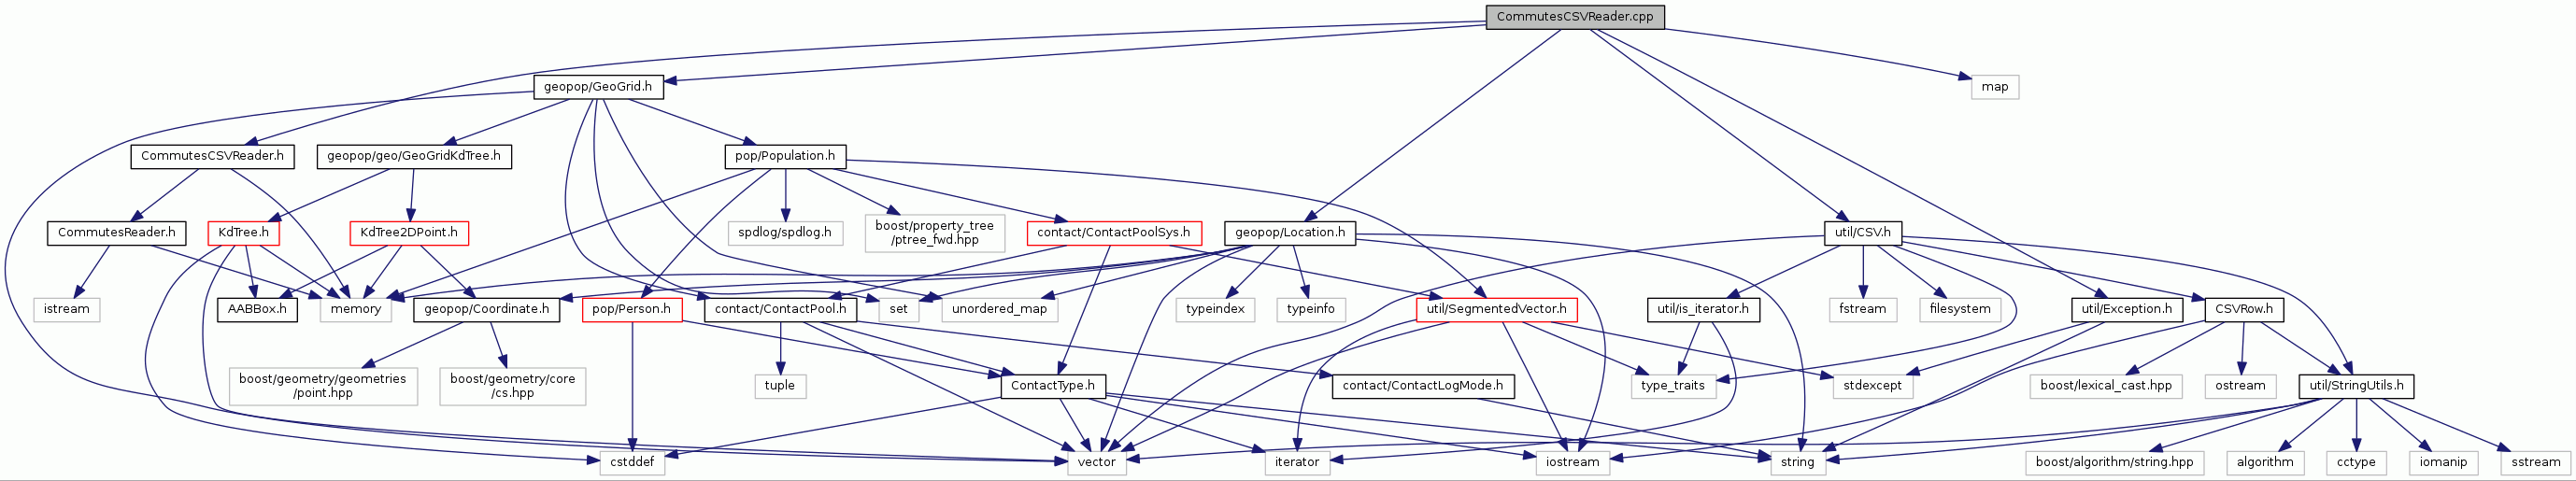 CommutesCSVReader.cpp
geopop/GeoGrid.h
map
CommutesCSVReader.h
geopop/geo/GeoGridKdTree.h
pop/Population.h
CommutesReader.h
KdTree.h
KdTree2DPoint.h
spdlog/spdlog.h
boost/property_tree
/ptree_fwd.hpp
contact/ContactPoolSys.h
geopop/Location.h
util/CSV.h
istream
AABBox.h
memory
geopop/Coordinate.h
pop/Person.h
contact/ContactPool.h
set
unordered_map
typeindex
typeinfo
util/SegmentedVector.h
util/is_iterator.h
fstream
filesystem
util/Exception.h
CSVRow.h
boost/geometry/geometries
/point.hpp
boost/geometry/core
/cs.hpp
tuple
ContactType.h
contact/ContactLogMode.h
type_traits
stdexcept
boost/lexical_cast.hpp
ostream
util/StringUtils.h
cstddef
vector
iterator
iostream
string
boost/algorithm/string.hpp
algorithm
cctype
iomanip
sstream